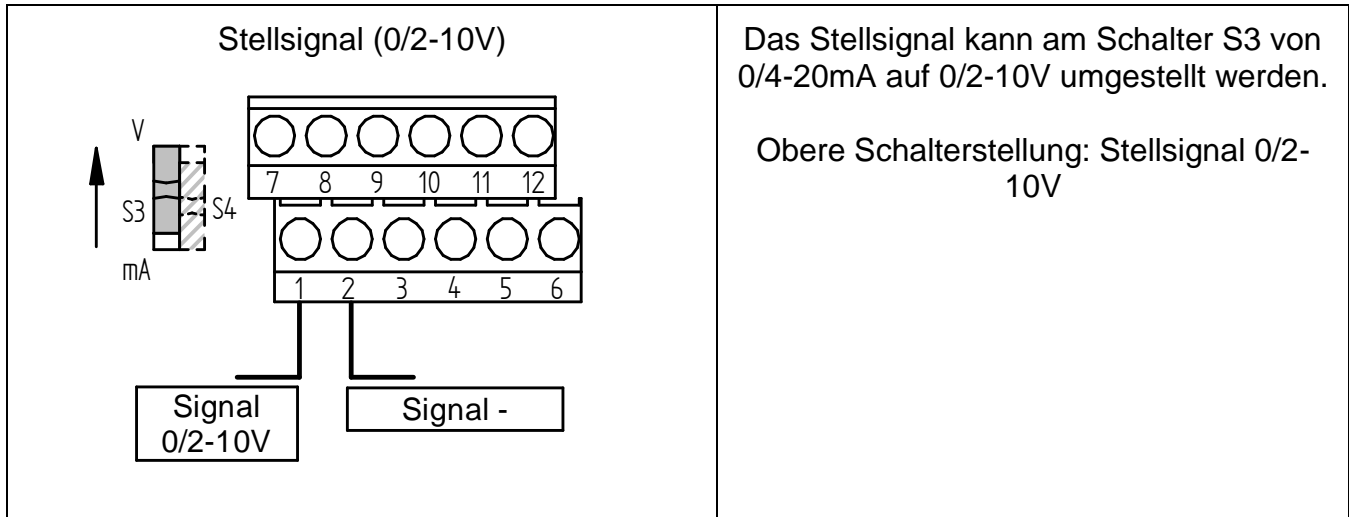 Stellsignal (0/2-10V)
V
S3 S4
mA
7 8 9 10 11 12
1 2 3 4 5 6
Signal
0/2-10V
Signal -
Das Stellsignal kann am Schalter S3 von
0/4-20mA auf 0/2-10V umgestellt werden.
Obere Schalterstellung: Stellsignal 0/2-
10V